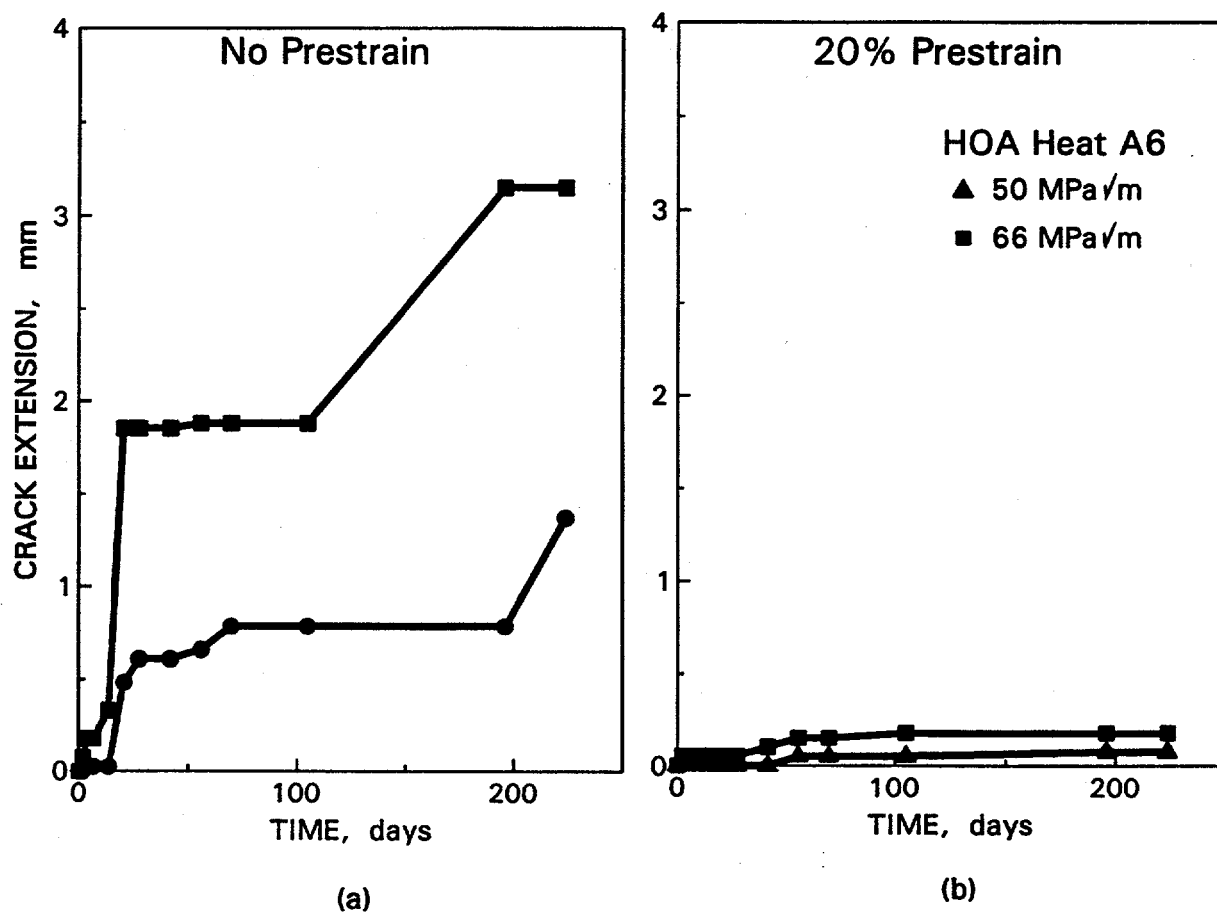 No Prestrain
CRACK EXTENSION, mm
4
3
2
1
0
0 100 200
TIME, days
(a)
20% Prestrain
HOA Heat A6
▲ 50 MPa√m
■ 66 MPa√m
4
3
2
1
0
0 100 200
TIME, days
(b)